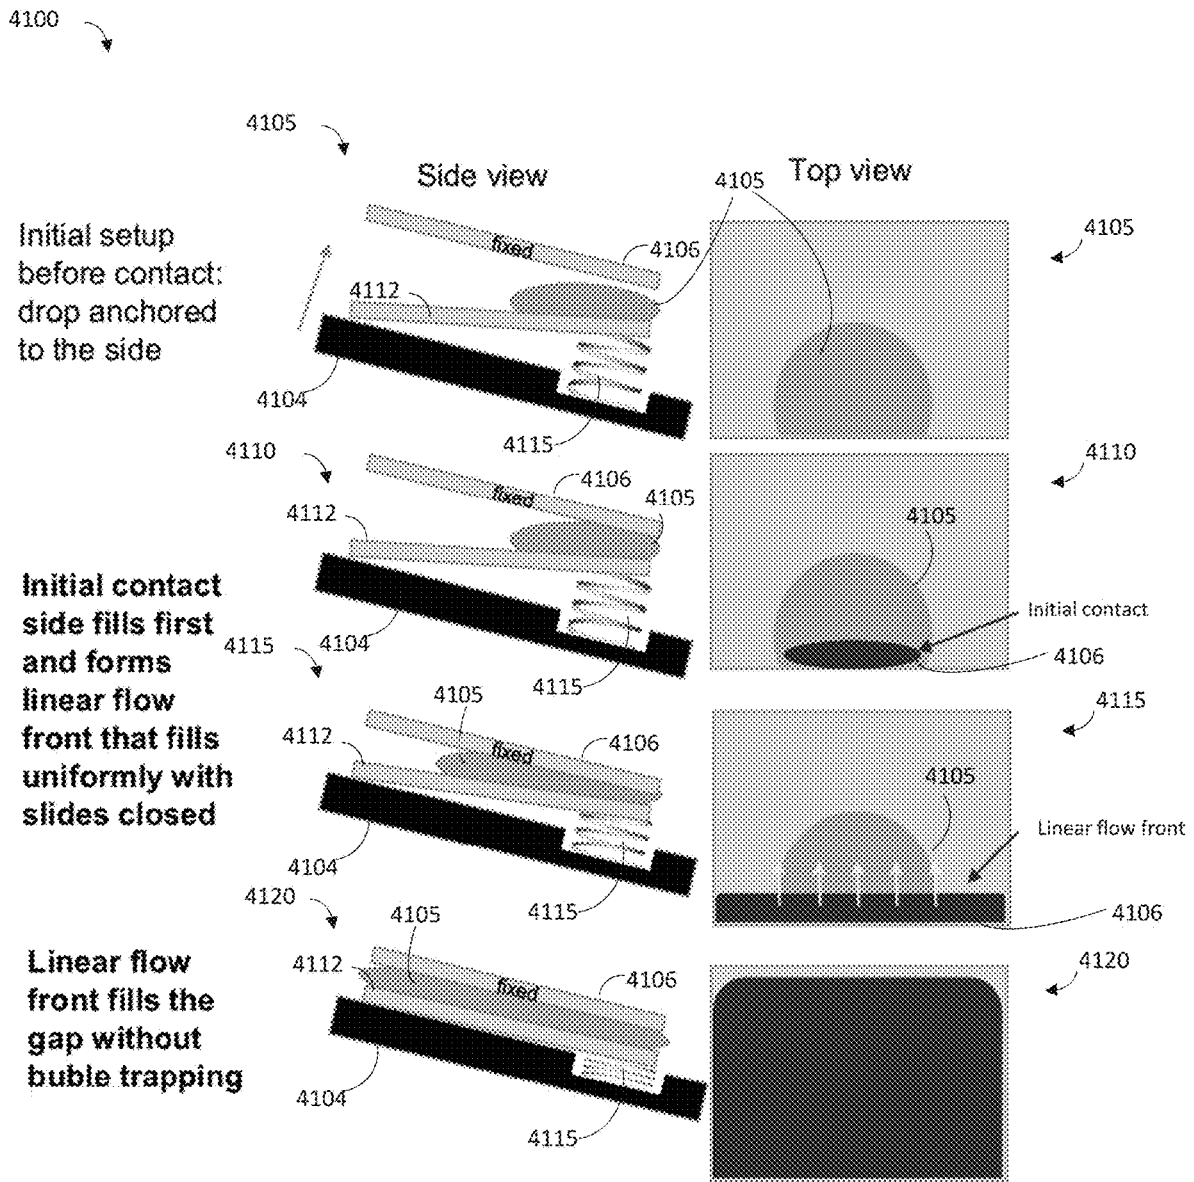 4100
4105
Side view
Top view
4105
4105
Initial setup
before contact:
drop anchored
to the side
fixed
4106
4112
4104
4115
4110
4110
fixed
4106
4105
4112
4105
Initial contact
4106
4104
4115
Initial contact
side fills first
and forms
linear flow
front that fills
uniformly with
slides closed
4115
4115
4105
4112
fixed
4106
4105
Linear flow front
4104
4115
4106
4120
4120
4105
Linear flow
front fills the
gap without
buble trapping
4112
fixed
4106
4104
4115